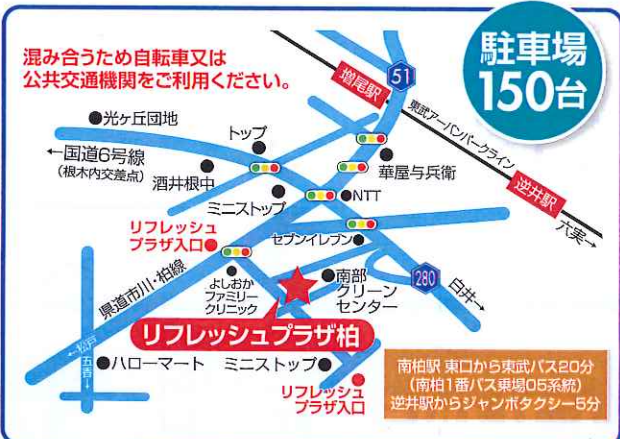 混み合うため自転車又は
公共交通機関をご利用ください。
駐車場
150台
51
増尾駅
東武アーバンパークライン
逆井駅
六実→
●光ヶ丘団地
←国道6号線
(根木内交差点)
トップ
酒井根中
華屋与兵衛
ミニストップ
NTT
リフレッシュ
プラザ入口
セブンイレブン
県道市川・柏線
よしおか
ファミリー
クリニック
南部
クリーン
センター
280
白井→
リフレッシュプラザ柏
←松戸
五香→
ハローマート
ミニストップ
リフレッシュ
プラザ入口
南柏駅 東口から東武バス20分
(南柏1番バス乗場05系統)
逆井駅からジャンボタクシー5分